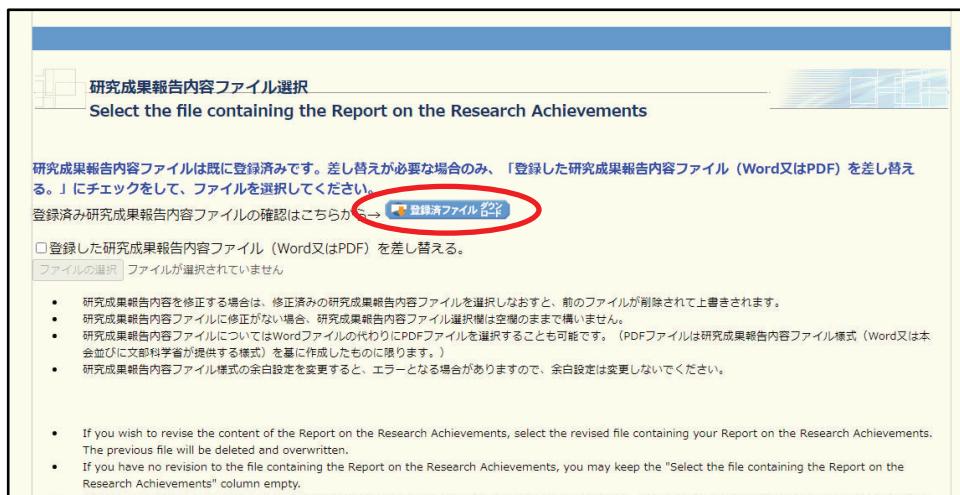 研究成果報告内容ファイル選択
Select the file containing the Report on the Research Achievements
研究成果報告内容ファイルは既に登録済みです。差し替えが必要な場合のみ、「登録した研究成果報告内容ファイル（Word又はPDF）を差し替え
る。」にチェックをして、ファイルを選択してください。
登録済み研究成果報告内容ファイルの確認はこちらから→ 登録済ファイル ダウンロード
登録した研究成果報告内容ファイル（Word又はPDF）を差し替える。
ファイルの選択 ファイルが選択されていません
• 研究成果報告内容を修正する場合は、修正済みの研究成果報告内容ファイルを選択しなおすと、前のファイルが削除されて上書きされます。
• 研究成果報告内容ファイルに修正がない場合、研究成果報告内容ファイル選択欄は空欄のままで構いません。
• 研究成果報告内容ファイルについてはWordファイルの代わりにPDFファイルを選択することも可能です。（PDFファイルは研究成果報告内容ファイル様式（Word又は本
会並びに文部科学省が提供する様式）を基に作成したものに限ります。）
• 研究成果報告内容ファイル様式の余白設定を変更すると、エラーとなる場合がありますので、余白設定は変更しないでください。
• If you wish to revise the content of the Report on the Research Achievements, select the revised file containing your Report on the Research Achievements.
The previous file will be deleted and overwritten.
• If you have no revision to the file containing the Report on the Research Achievements, you may keep the "Select the file containing the Report on the
Research Achievements" column empty.